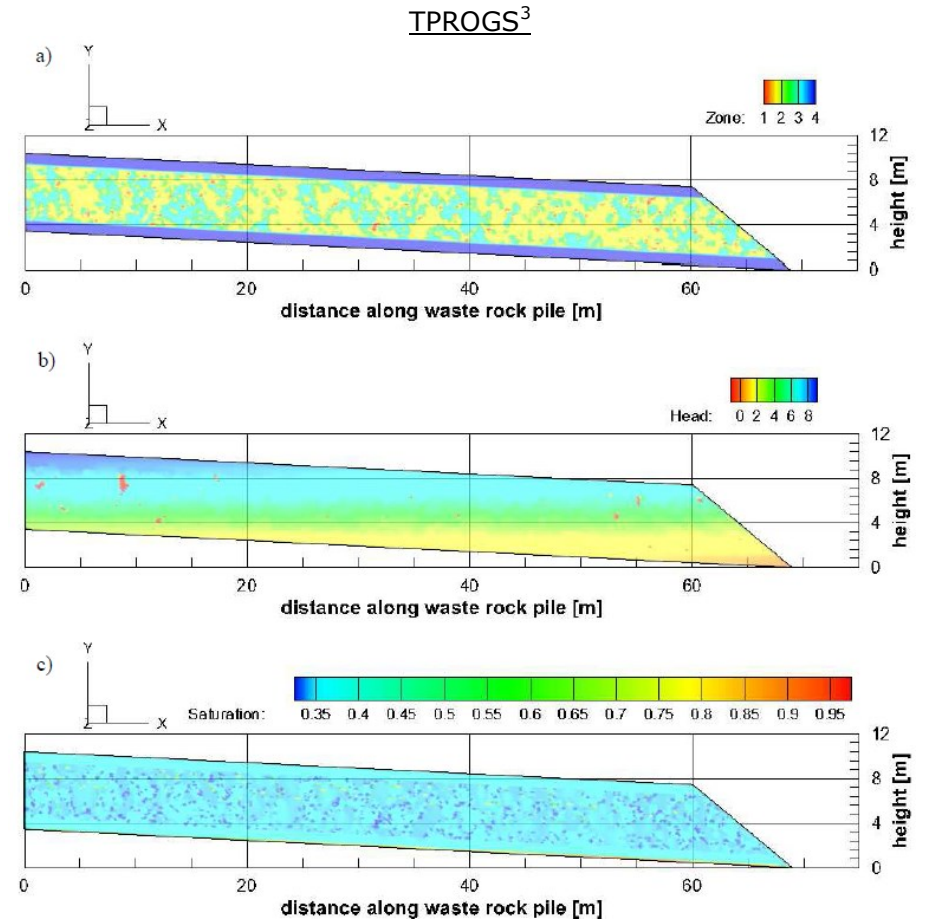 TPROGS³
a)
Y
Z X
Zone: 1 2 3 4
12
8
4
0
height [m]
0 20 40 60
distance along waste rock pile [m]
b)
Y
Z X
Head: 0 2 4 6 8
12
8
4
0
height [m]
0 20 40 60
distance along waste rock pile [m]
c)
Y
Z X
Saturation: 0.35 0.4 0.45 0.5 0.55 0.6 0.65 0.7 0.75 0.8 0.85 0.9 0.95
12
8
4
0
height [m]
0 20 40 60
distance along waste rock pile [m]